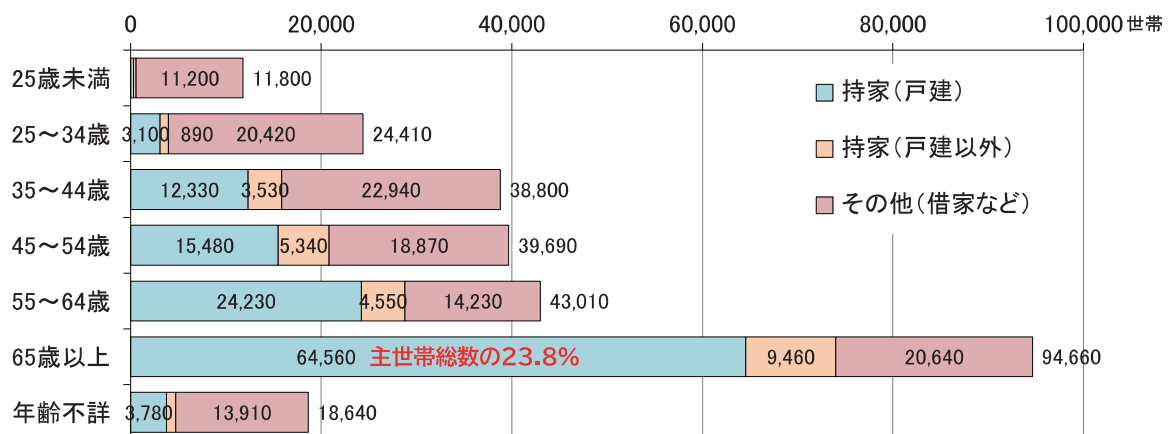 0 20,000 40,000 60,000 80,000 100,000 世帯
25歳未満 11,200 11,800
持家(戸建)
25～34歳 3,100 890 20,420 24,410
持家(戸建以外)
35～44歳 12,330 3,530 22,940 38,800
その他(借家など)
45～54歳 15,480 5,340 18,870 39,690
55～64歳 24,230 4,550 14,230 43,010
65歳以上 64,560 主世帯総数の23.8% 9,460 20,640 94,660
年齢不詳 3,780 13,910 18,640